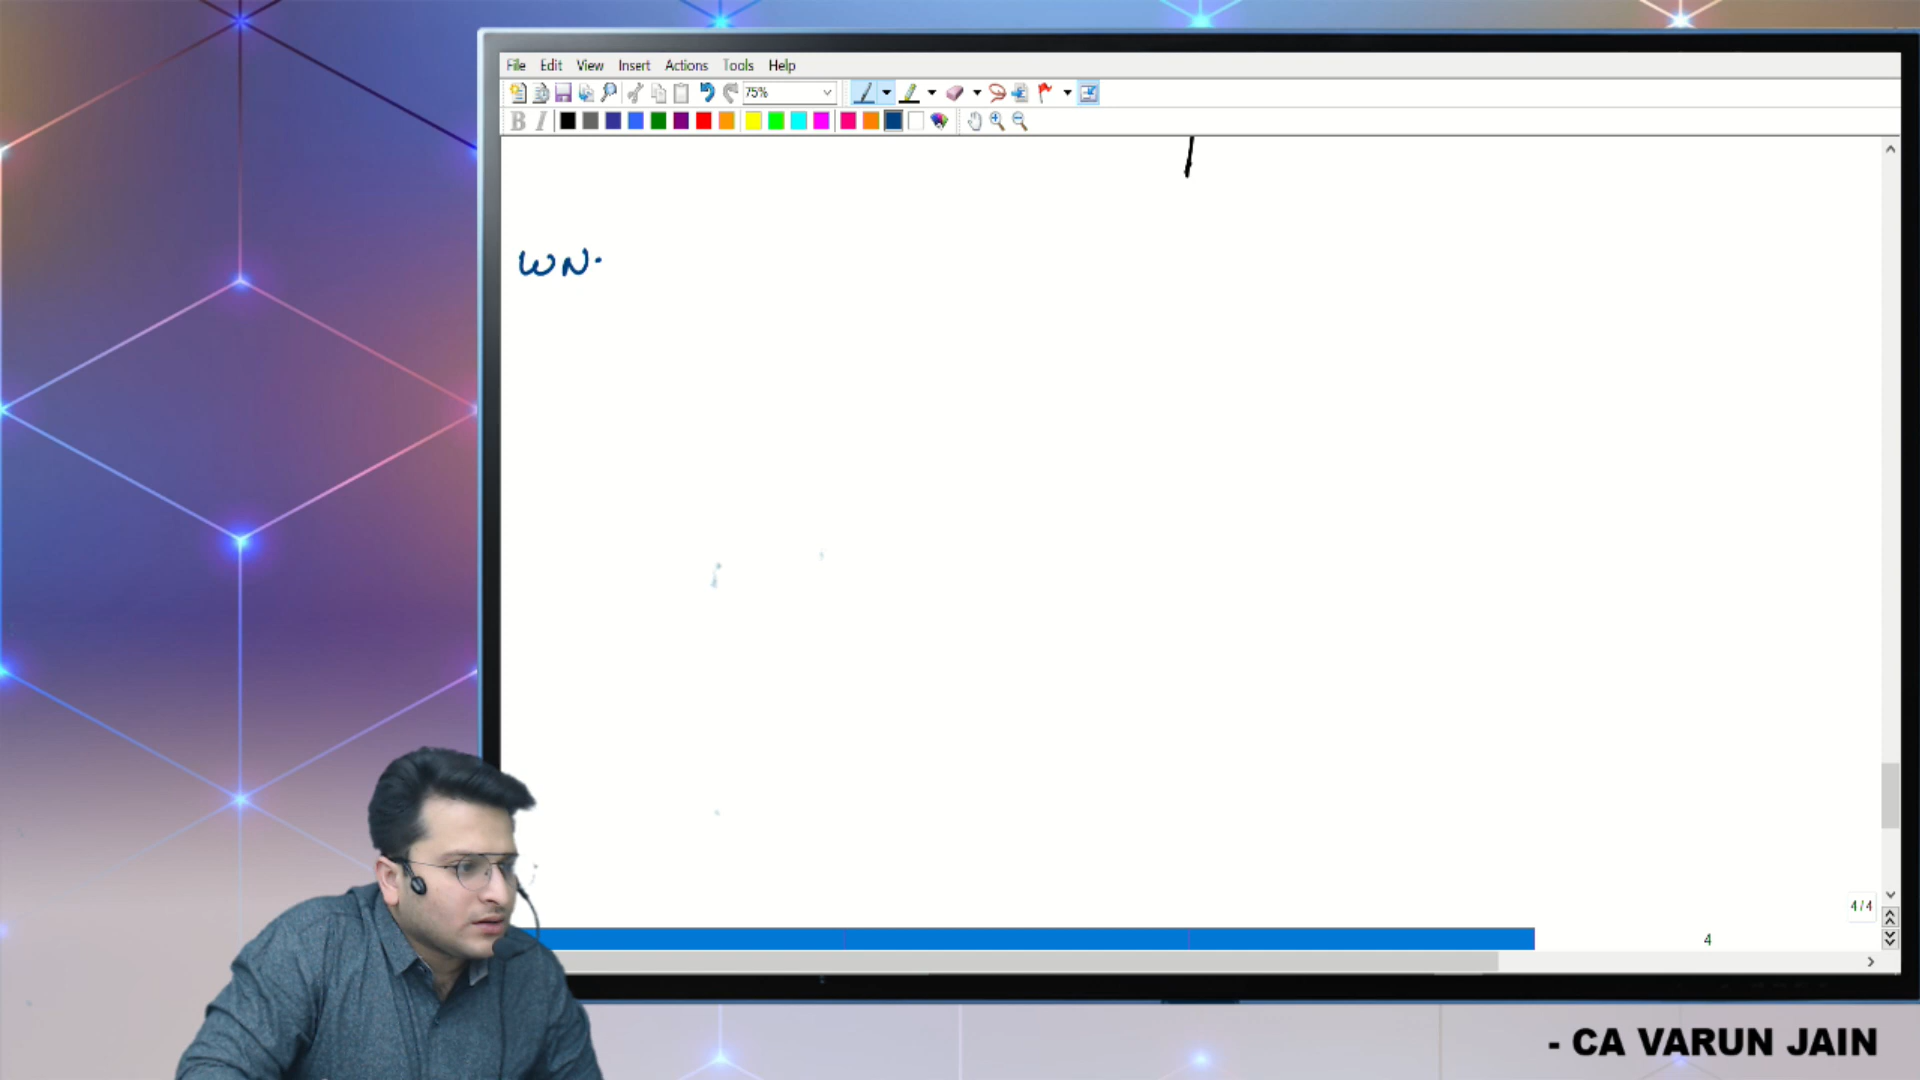 File Edit View Insert Actions Tools Help
75%
B I
WN.
4/4
4
- CA VARUN JAIN